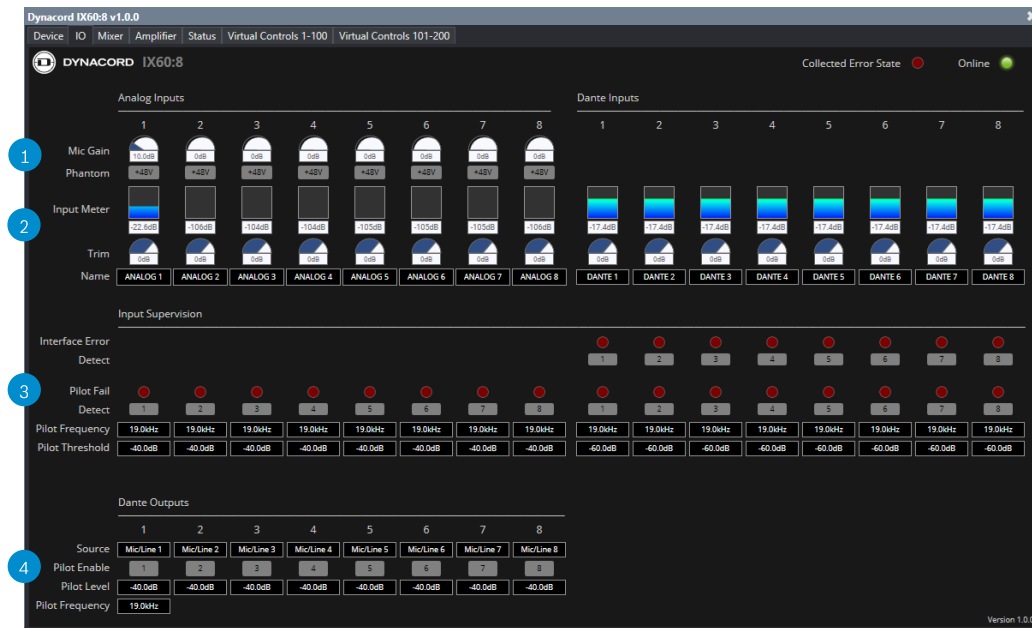 Dynacord IX60:8 v1.0.0
Device IO Mixer Amplifier Status Virtual Controls 1-100 Virtual Controls 101-200
DYNACORD IX60:8 Collected Error State Online
Analog Inputs Dante Inputs
1 2 3 4 5 6 7 8 1 2 3 4 5 6 7 8
1 Mic Gain 10.0dB 0dB 0dB 0dB 0dB 0dB 0dB 0dB
Phantom +48V +48V +48V +48V +48V +48V +48V +48V
Input Meter
2 -22.6dB -106dB -104dB -104dB -105dB -105dB -105dB -106dB -17.4dB -17.4dB -17.4dB -17.4dB -17.4dB -17.4dB -17.4dB -17.4dB
Trim 0dB 0dB 0dB 0dB 0dB 0dB 0dB 0dB 0dB 0dB 0dB 0dB 0dB 0dB 0dB 0dB
Name ANALOG 1 ANALOG 2 ANALOG 3 ANALOG 4 ANALOG 5 ANALOG 6 ANALOG 7 ANALOG 8 DANTE 1 DANTE 2 DANTE 3 DANTE 4 DANTE 5 DANTE 6 DANTE 7 DANTE 8
Input Supervision
Interface Error
Detect 1 2 3 4 5 6 7 8
3 Pilot Fail
Detect 1 2 3 4 5 6 7 8 1 2 3 4 5 6 7 8
Pilot Frequency 19.0kHz 19.0kHz 19.0kHz 19.0kHz 19.0kHz 19.0kHz 19.0kHz 19.0kHz 19.0kHz 19.0kHz 19.0kHz 19.0kHz 19.0kHz 19.0kHz 19.0kHz 19.0kHz
Pilot Threshold -40.0dB -40.0dB -40.0dB -40.0dB -40.0dB -40.0dB -40.0dB -40.0dB -60.0dB -60.0dB -60.0dB -60.0dB -60.0dB -60.0dB -60.0dB -60.0dB
Dante Outputs
1 2 3 4 5 6 7 8
Source Mic/Line 1 Mic/Line 2 Mic/Line 3 Mic/Line 4 Mic/Line 5 Mic/Line 6 Mic/Line 7 Mic/Line 8
4 Pilot Enable 1 2 3 4 5 6 7 8
Pilot Level -40.0dB -40.0dB -40.0dB -40.0dB -40.0dB -40.0dB -40.0dB -40.0dB
Pilot Frequency 19.0kHz
Version 1.0.0